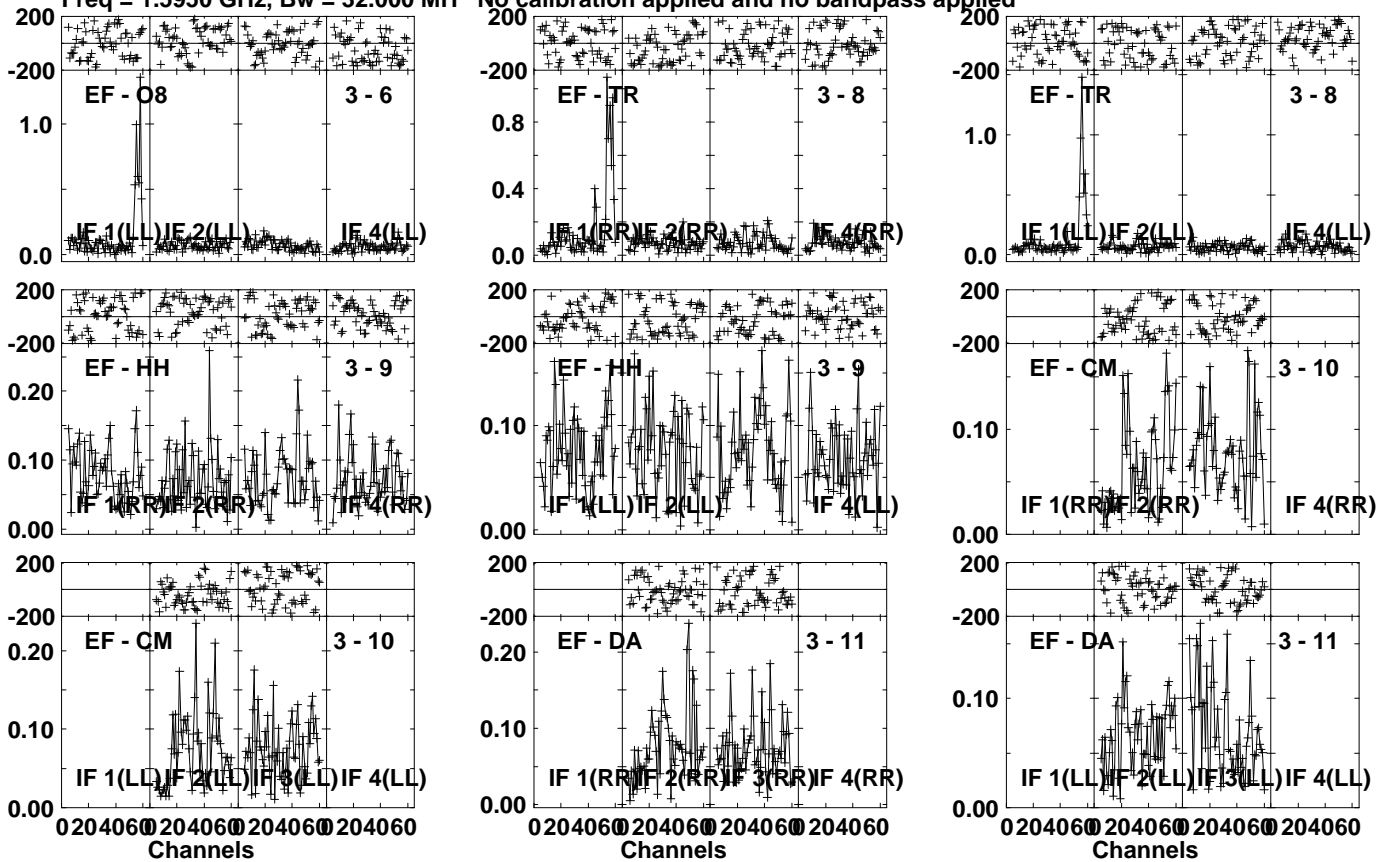 Freq = 1.5950 GHz, Bw = 32.000 MH No calibration applied and no bandpass applied
200
-200
EF - O8 3 - 6
1.0
0.0
IF 1(LL) IF 2(LL) IF 4(LL)
200
-200
EF - TR 3 - 8
0.8
0.4
0.0
IF 1(RR) IF 2(RR) IF 4(RR)
200
-200
EF - TR 3 - 8
1.0
0.0
IF 1(LL) IF 2(LL) IF 4(LL)
200
-200
EF - HH 3 - 9
0.20
0.10
0.00
IF 1(RR) IF 2(RR) IF 4(RR)
200
-200
EF - HH 3 - 9
0.10
0.00
IF 1(LL) IF 2(LL) IF 4(LL)
200
-200
EF - CM 3 - 10
0.10
0.00
IF 1(RR) IF 2(RR) IF 4(RR)
200
-200
EF - CM 3 - 10
0.20
0.10
0.00
IF 1(LL) IF 2(LL) IF 3(LL) IF 4(LL)
0 20 40 60 0 20 40 60 0 20 40 60 0 20 40 60
Channels
200
-200
EF - DA 3 - 11
0.20
0.10
0.00
IF 1(RR) IF 2(RR) IF 3(RR) IF 4(RR)
0 20 40 60 0 20 40 60 0 20 40 60 0 20 40 60
Channels
200
-200
EF - DA 3 - 11
0.10
0.00
IF 1(LL) IF 2(LL) IF 3(LL) IF 4(LL)
0 20 40 60 0 20 40 60 0 20 40 60 0 20 40 60
Channels